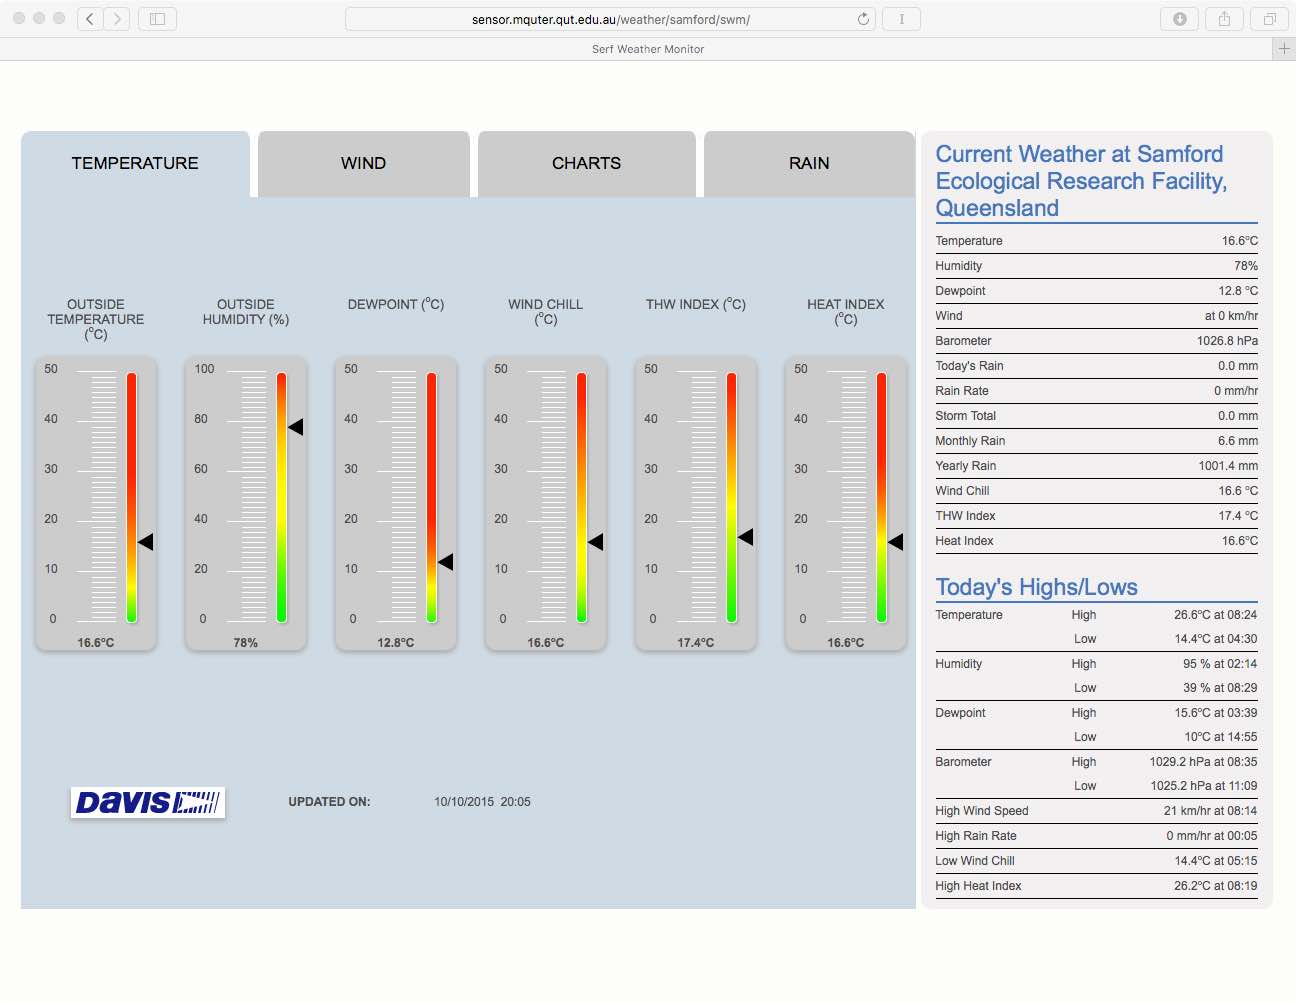 sensor.mquter.qut.edu.au/weather/samford/swm/
Serf Weather Monitor
TEMPERATURE
WIND
CHARTS
RAIN
OUTSIDE
TEMPERATURE
(°C)
50
40
30
20
10
0
16.6°C
OUTSIDE
HUMIDITY (%)
100
80
60
40
20
0
78%
DEWPOINT (°C)
50
40
30
20
10
0
12.8°C
WIND CHILL
(°C)
50
40
30
20
10
0
16.6°C
THW INDEX (°C)
50
40
30
20
10
0
17.4°C
HEAT INDEX
(°C)
50
40
30
20
10
0
16.6°C
DAVIS
UPDATED ON: 10/10/2015 20:05
Current Weather at Samford
Ecological Research Facility,
Queensland
Temperature 16.6°C
Humidity 78%
Dewpoint 12.8 °C
Wind at 0 km/hr
Barometer 1026.8 hPa
Today's Rain 0.0 mm
Rain Rate 0 mm/hr
Storm Total 0.0 mm
Monthly Rain 6.6 mm
Yearly Rain 1001.4 mm
Wind Chill 16.6 °C
THW Index 17.4 °C
Heat Index 16.6°C
Today's Highs/Lows
Temperature High 26.6°C at 08:24
Low 14.4°C at 04:30
Humidity High 95 % at 02:14
Low 39 % at 08:29
Dewpoint High 15.6°C at 03:39
Low 10°C at 14:55
Barometer High 1029.2 hPa at 08:35
Low 1025.2 hPa at 11:09
High Wind Speed 21 km/hr at 08:14
High Rain Rate 0 mm/hr at 00:05
Low Wind Chill 14.4°C at 05:15
High Heat Index 26.2°C at 08:19